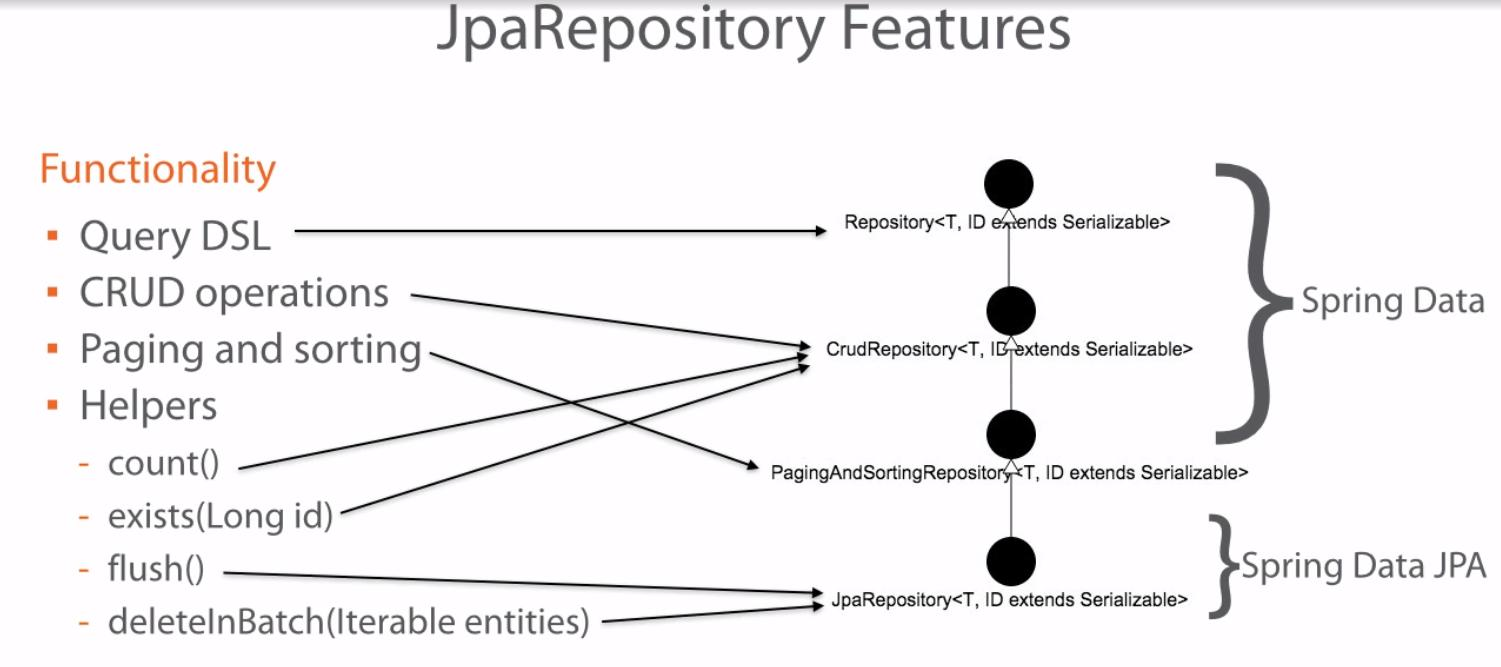 JpaRepository Features
Functionality
Query DSL
CRUD operations
Paging and sorting
Helpers
- count()
- exists(Long id)
- flush()
- deleteInBatch(Iterable entities)
Repository<T, ID extends Serializable>
CrudRepository<T, ID extends Serializable>
PagingAndSortingRepository<T, ID extends Serializable>
JpaRepository<T, ID extends Serializable>
Spring Data
Spring Data JPA